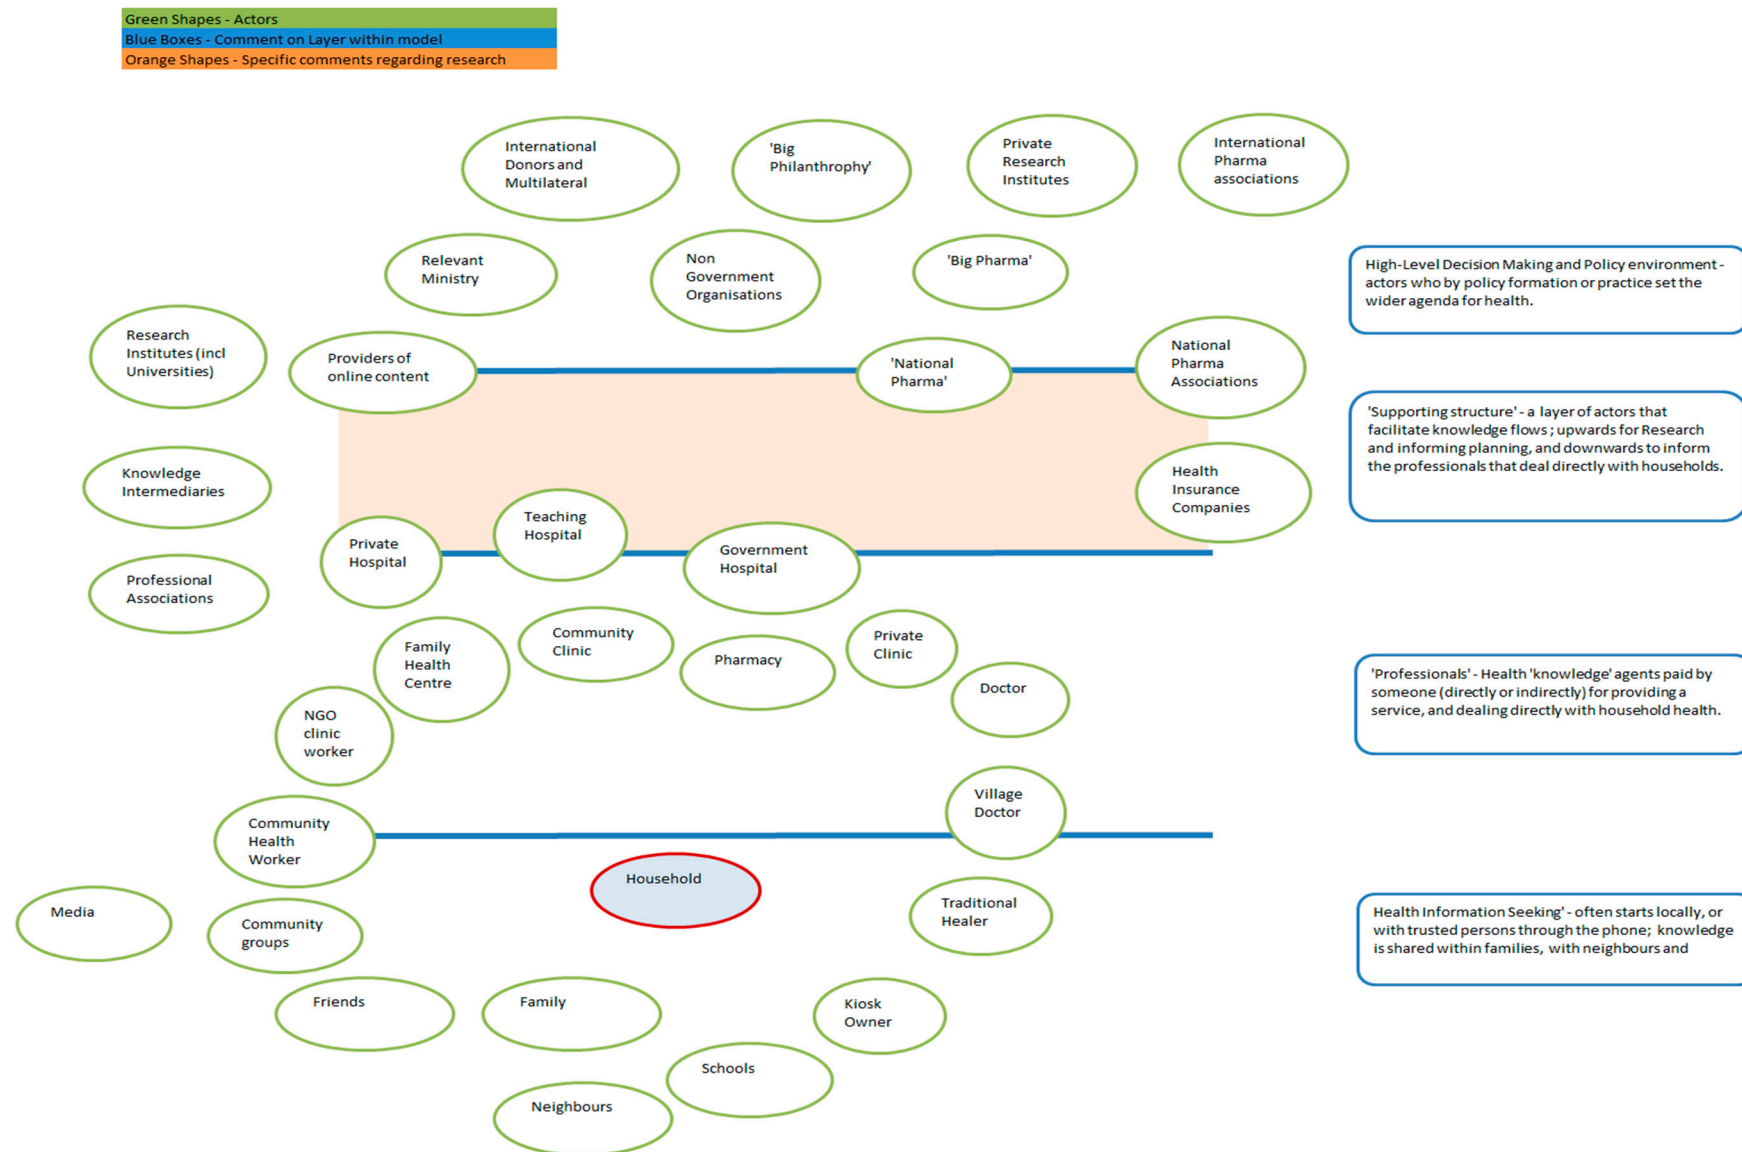 Green Shapes - Actors
Blue Boxes - Comment on Layer within model
Orange Shapes - Specific comments regarding research
International
Donors and
Multilateral
'Big
Philanthrophy'
Private
Research
Institutes
International
Pharma
associations
Relevant
Ministry
Non
Government
Organisations
'Big Pharma'
High-Level Decision Making and Policy environment -
actors who by policy formation or practice set the
wider agenda for health.
Research
Institutes (incl
Universities)
Providers of
online content
'National
Pharma'
National
Pharma
Associations
'Supporting structure' - a layer of actors that
facilitate knowledge flows ; upwards for Research
and informing planning, and downwards to inform
the professionals that deal directly with households.
Knowledge
Intermediaries
Health
Insurance
Companies
Private
Hospital
Teaching
Hospital
Government
Hospital
Professional
Associations
Family
Health
Centre
Community
Clinic
Pharmacy
Private
Clinic
Doctor
'Professionals' - Health 'knowledge' agents paid by
someone (directly or indirectly) for providing a
service, and dealing directly with household health.
NGO
clinic
worker
Village
Doctor
Community
Health
Worker
Household
Media
Community
groups
Traditional
Healer
Health Information Seeking' - often starts locally, or
with trusted persons through the phone; knowledge
is shared within families, with neighbours and
Friends
Family
Kiosk
Owner
Schools
Neighbours